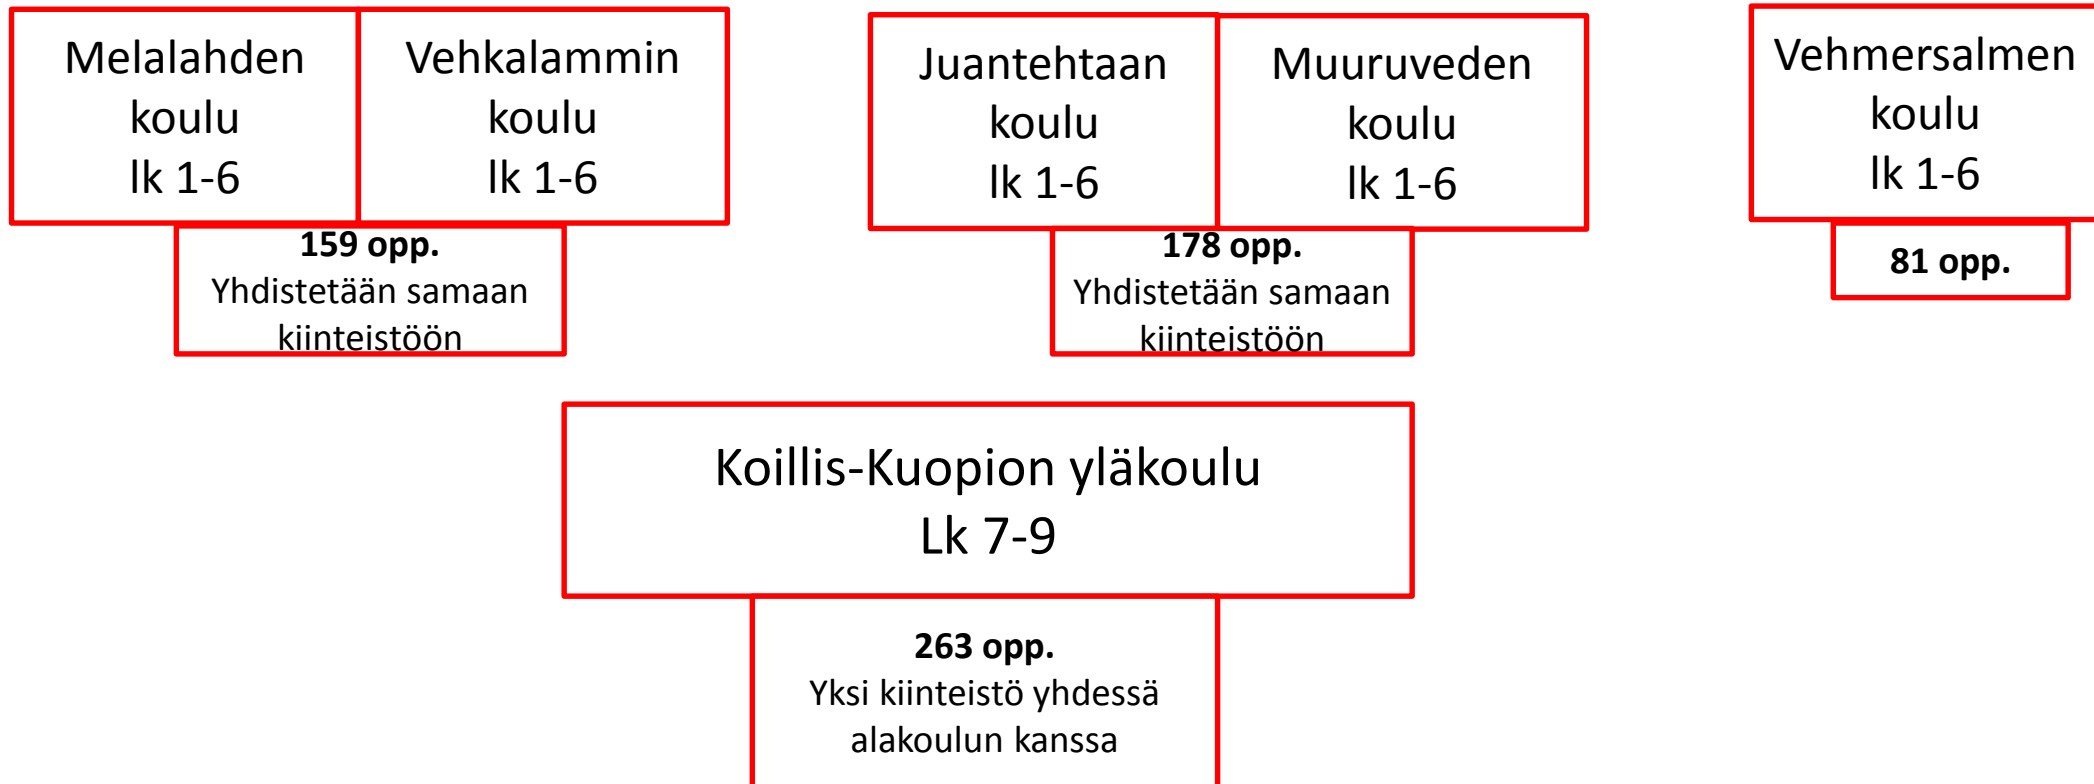 Melalahden
koulu
lk 1-6
Vehkalammin
koulu
lk 1-6
159 opp.
Yhdistetään samaan
kiinteistöön
Juantehtaan
koulu
lk 1-6
Muuruveden
koulu
lk 1-6
178 opp.
Yhdistetään samaan
kiinteistöön
Vehmersalmen
koulu
lk 1-6
81 opp.
Koillis-Kuopion yläkoulu
Lk 7-9
263 opp.
Yksi kiinteistö yhdessä
alakoulun kanssa